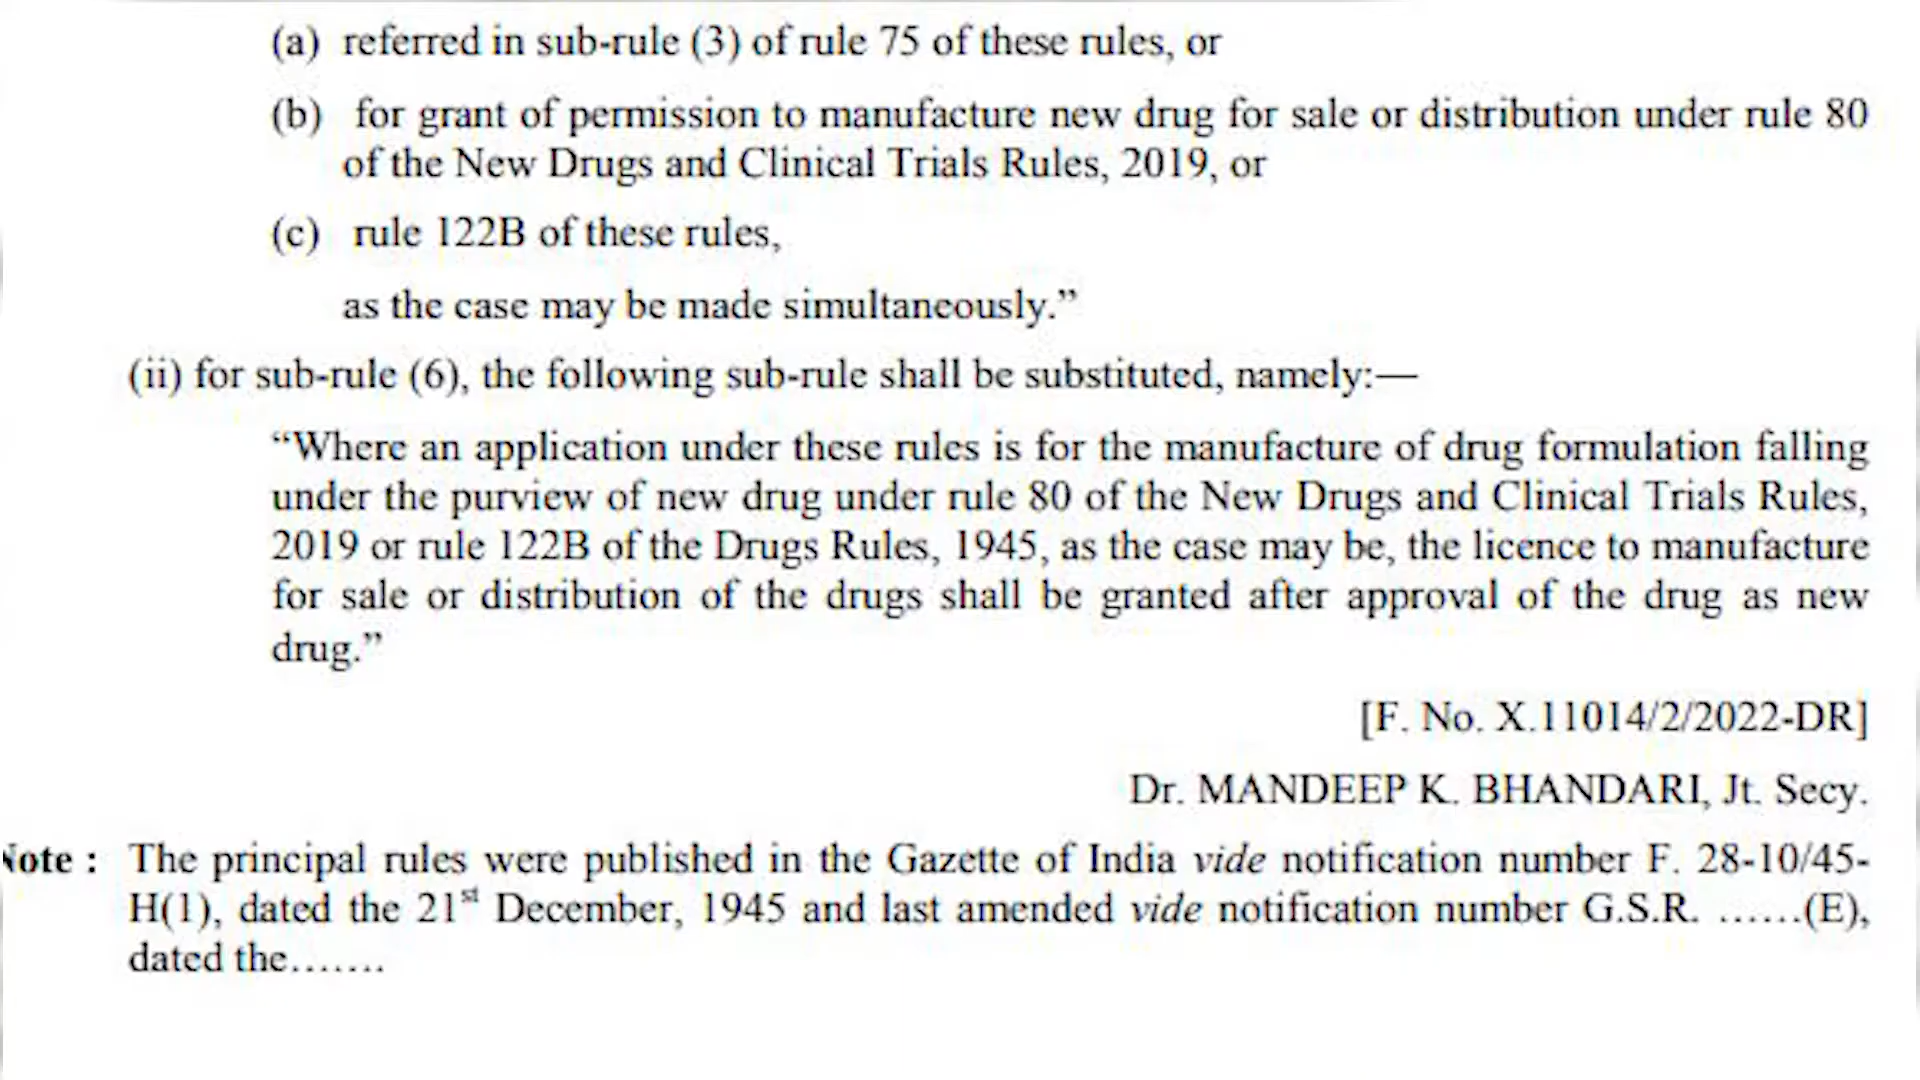 (a) referred in sub-rule (3) of rule 75 of these rules, or
(b) for grant of permission to manufacture new drug for sale or distribution under rule 80
of the New Drugs and Clinical Trials Rules, 2019, or
(c) rule 122B of these rules,
as the case may be made simultaneously.”
(ii) for sub-rule (6), the following sub-rule shall be substituted, namely:—
“Where an application under these rules is for the manufacture of drug formulation falling
under the purview of new drug under rule 80 of the New Drugs and Clinical Trials Rules,
2019 or rule 122B of the Drugs Rules, 1945, as the case may be, the licence to manufacture
for sale or distribution of the drugs shall be granted after approval of the drug as new
drug.”
[F. No. X.11014/2/2022-DR]
Dr. MANDEEP K. BHANDARI, Jt. Secy.
Note : The principal rules were published in the Gazette of India vide notification number F. 28-10/45-
H(1), dated the 21st December, 1945 and last amended vide notification number G.S.R. ......(E),
dated the.......